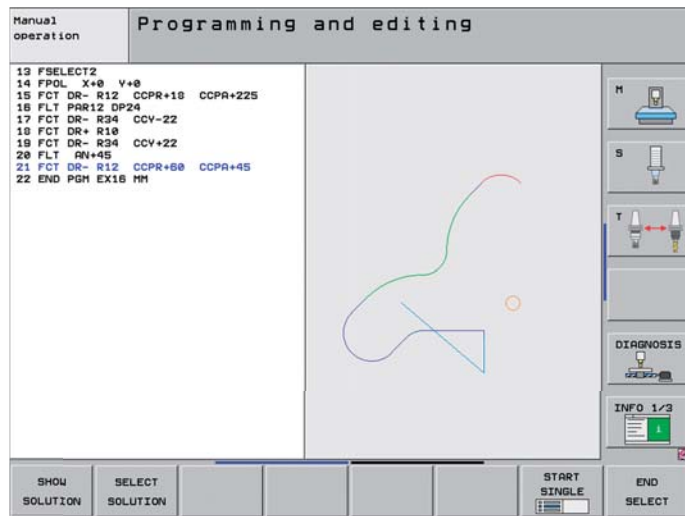 Manual
operation
Programming and editing
13 FSELECT2
14 FPOL X+0 Y+0
15 FCT DR- R12 CCPR+18 CCPA+225
16 FLT PAR12 DP24
17 FCT DR- R34 CCY-22
18 FCT DR+ R10
19 FCT DR- R34 CCY+22
20 FLT AN+45
21 FCT DR- R12 CCPR+60 CCPA+45
22 END PGM EX16 MM
M
S
T
DIAGNOSIS
INFO 1/3
i
SHOW
SOLUTION
SELECT
SOLUTION
START
SINGLE
END
SELECT